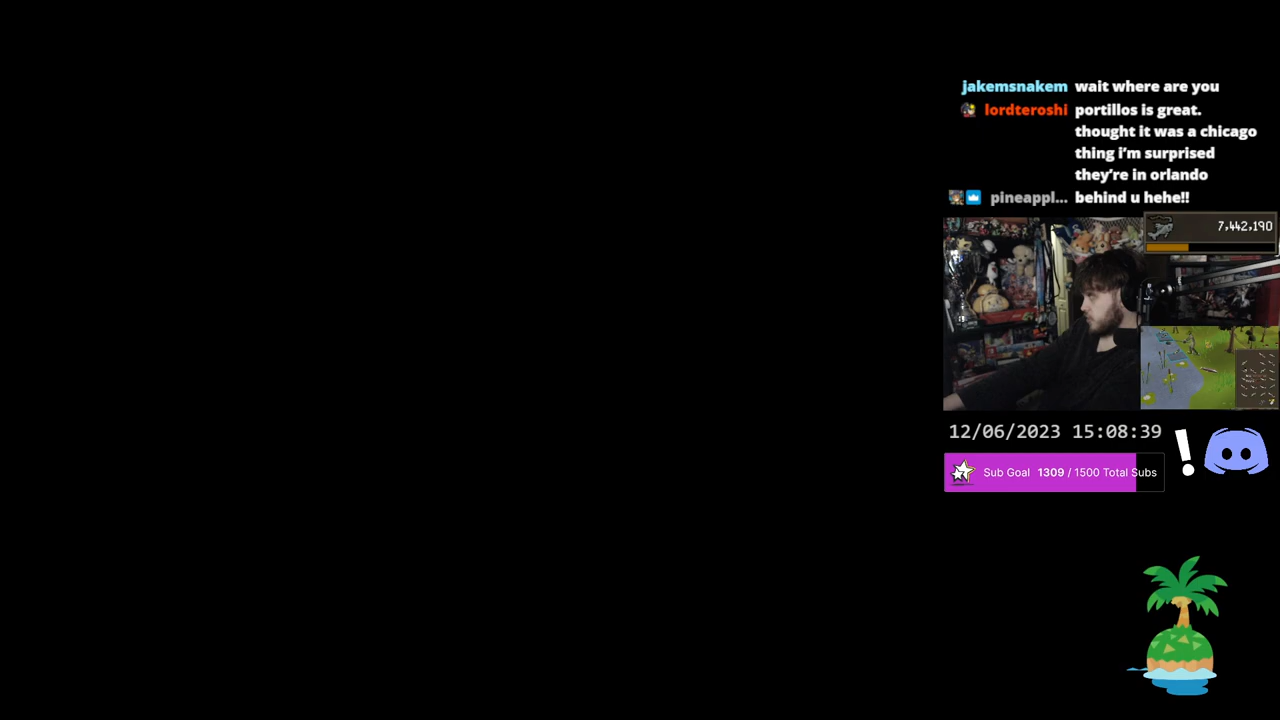 jakemsnakem wait where are you
lordteroshi portillos is great.
thought it was a chicago
thing i'm surprised
they're in orlando
pineappl... behind u hehe!!
7,442,190
12/06/2023 15:08:39
!
Sub Goal 1309 / 1500 Total Subs